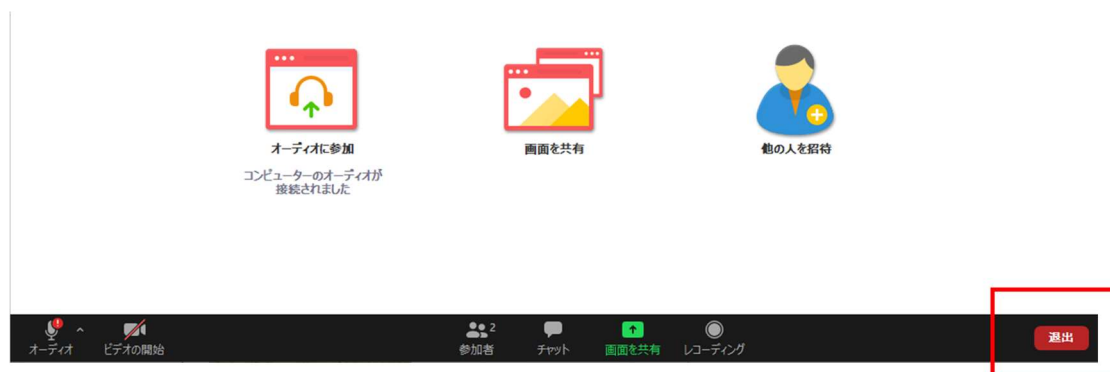 オーディオに参加
画面を共有
他の人を招待
コンピューターのオーディオが
接続されました
オーディオ
ビデオの開始
2
参加者
チャット
画面を共有
レコーディング
退出